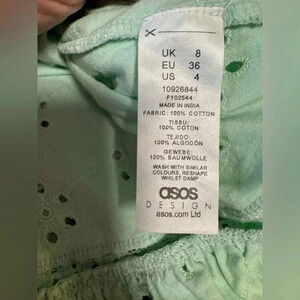 UK 8
EU 36
US 4
10926844
F102544
MADE IN INDIA
FABRIC: 100% COTTON
TISSU:
100% COTON
TEJIDO:
100% ALGODÓN
GEWEBE:
100% BAUMWOLLE
WASH WITH SIMILAR
COLOURS, RESHAPE
WHILST DAMP
asos
DESIGN
asos.com Ltd